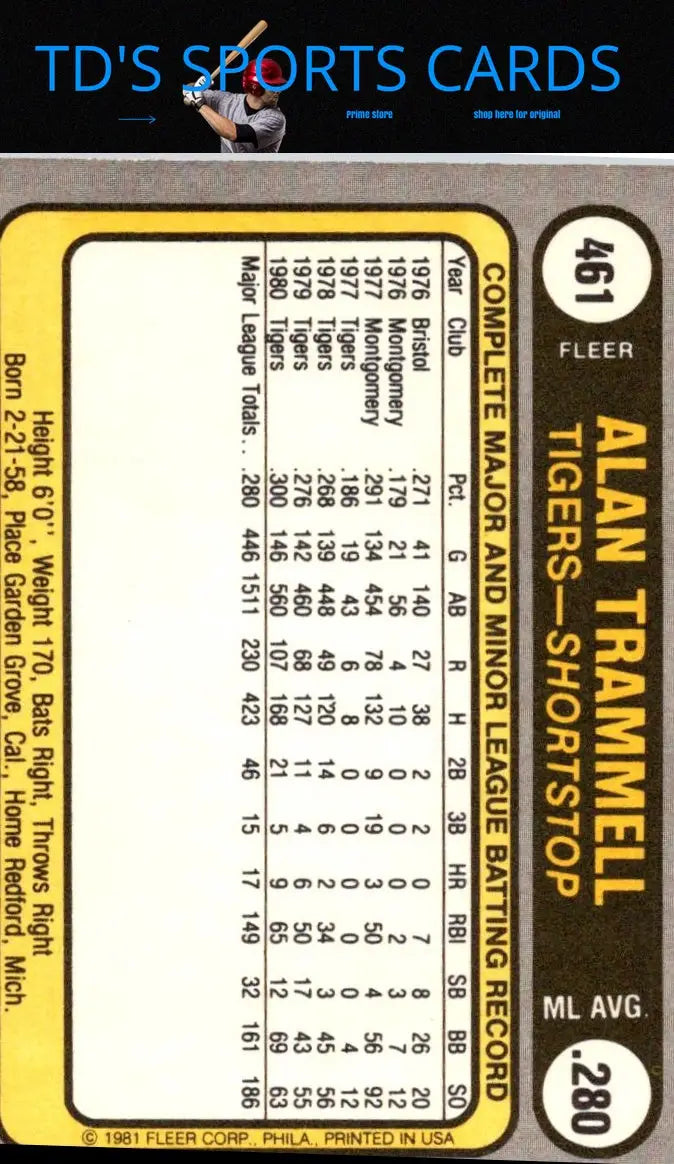 TD'S SPORTS CARDS
Prime store
shop here for original
461
FLEER
ALAN TRAMMELL
TIGERS—SHORTSTOP
ML AVG.
.280
COMPLETE MAJOR AND MINOR LEAGUE BATTING RECORD
Year Club Pct. G AB R H 2B 3B HR RBI SB BB SO
1976 Bristol .271 41 140 27 38 2 2 0 7 8 26 20
1976 Montgomery .179 21 56 4 10 0 0 0 2 3 7 12
1977 Montgomery .291 134 454 78 132 9 19 3 50 4 56 92
1977 Tigers .186 19 43 6 8 0 0 0 0 0 4 12
1978 Tigers .268 139 448 49 120 14 6 2 34 3 45 56
1979 Tigers .276 142 460 68 127 11 4 6 50 17 43 55
1980 Tigers .300 146 560 107 168 21 5 9 65 12 69 63
Major League Totals . . .280 446 1511 230 423 46 15 17 149 32 161 186
Height 6'0'', Weight 170, Bats Right, Throws Right
Born 2-21-58, Place Garden Grove, Cal., Home Redford, Mich.
© 1981 FLEER CORP., PHILA., PRINTED IN USA